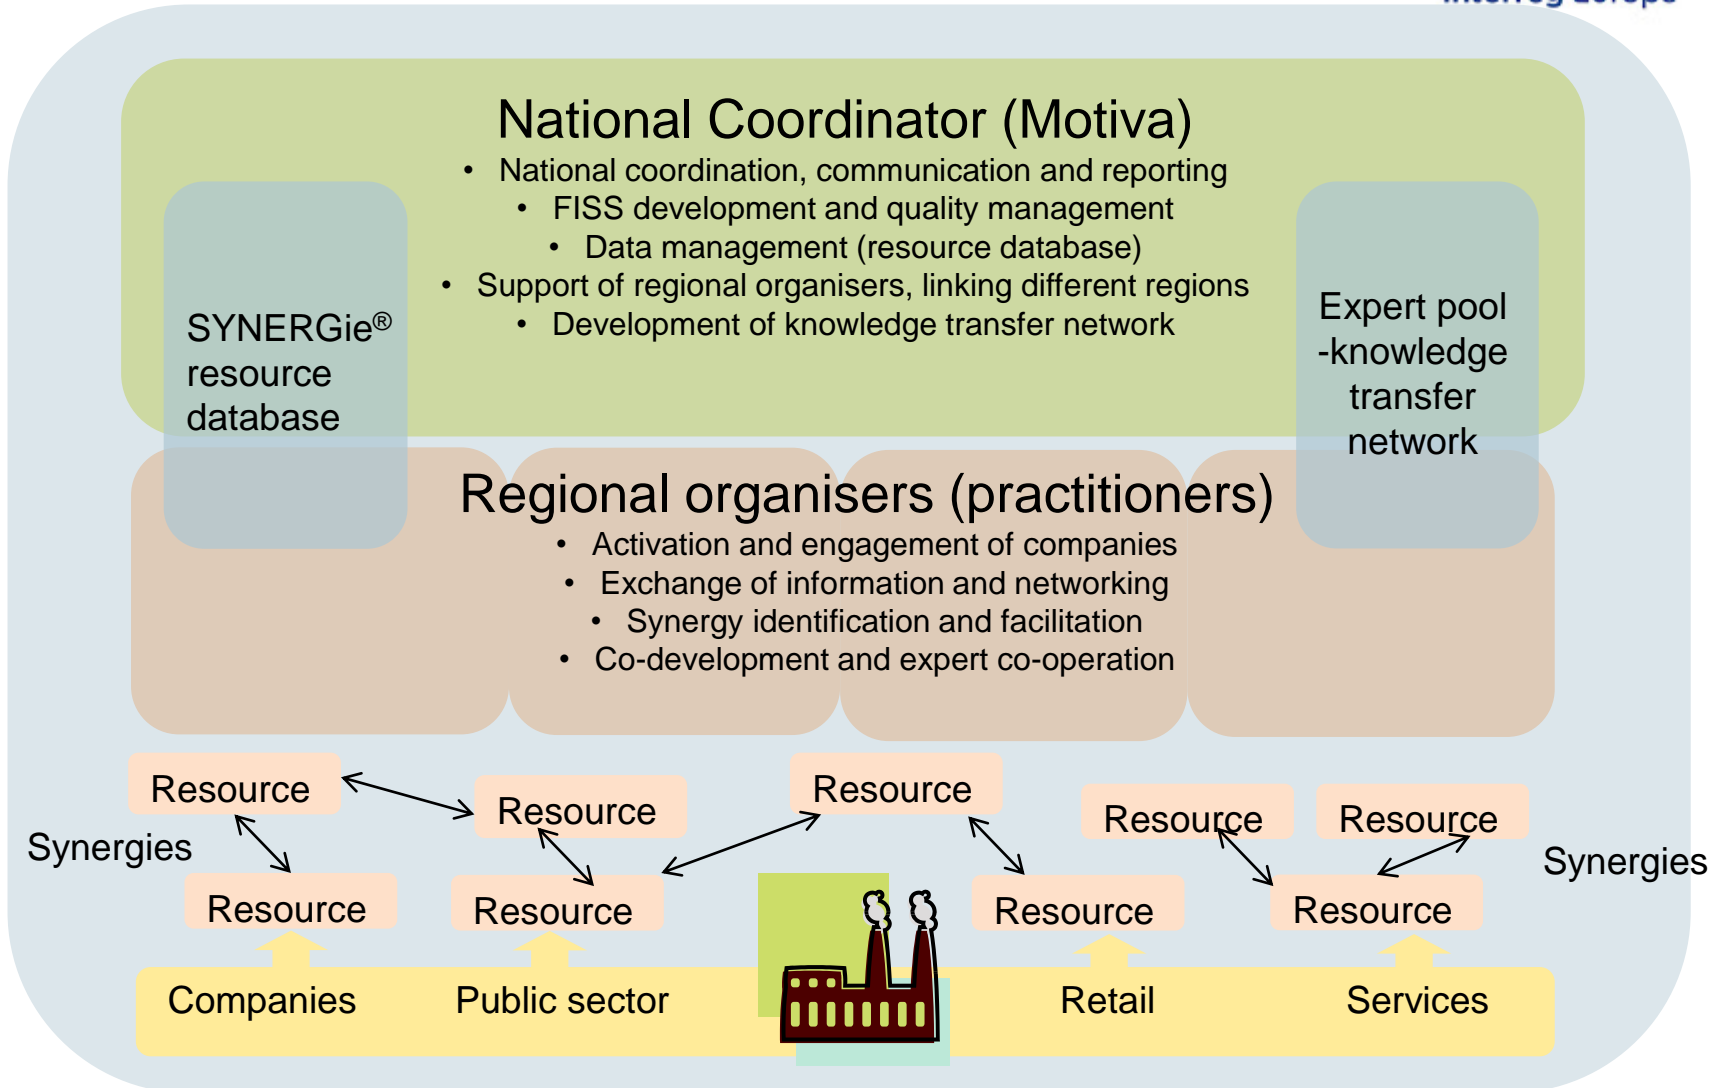 Interreg Europe
National Coordinator (Motiva)
• National coordination, communication and reporting
• FISS development and quality management
• Data management (resource database)
• Support of regional organisers, linking different regions
• Development of knowledge transfer network
SYNERGie®
resource
database
Expert pool
-knowledge
transfer
network
Regional organisers (practitioners)
• Activation and engagement of companies
• Exchange of information and networking
• Synergy identification and facilitation
• Co-development and expert co-operation
Resource
Resource
Resource
Resource
Resource
Synergies
Synergies
Resource
Resource
Resource
Resource
Companies
Public sector
Retail
Services